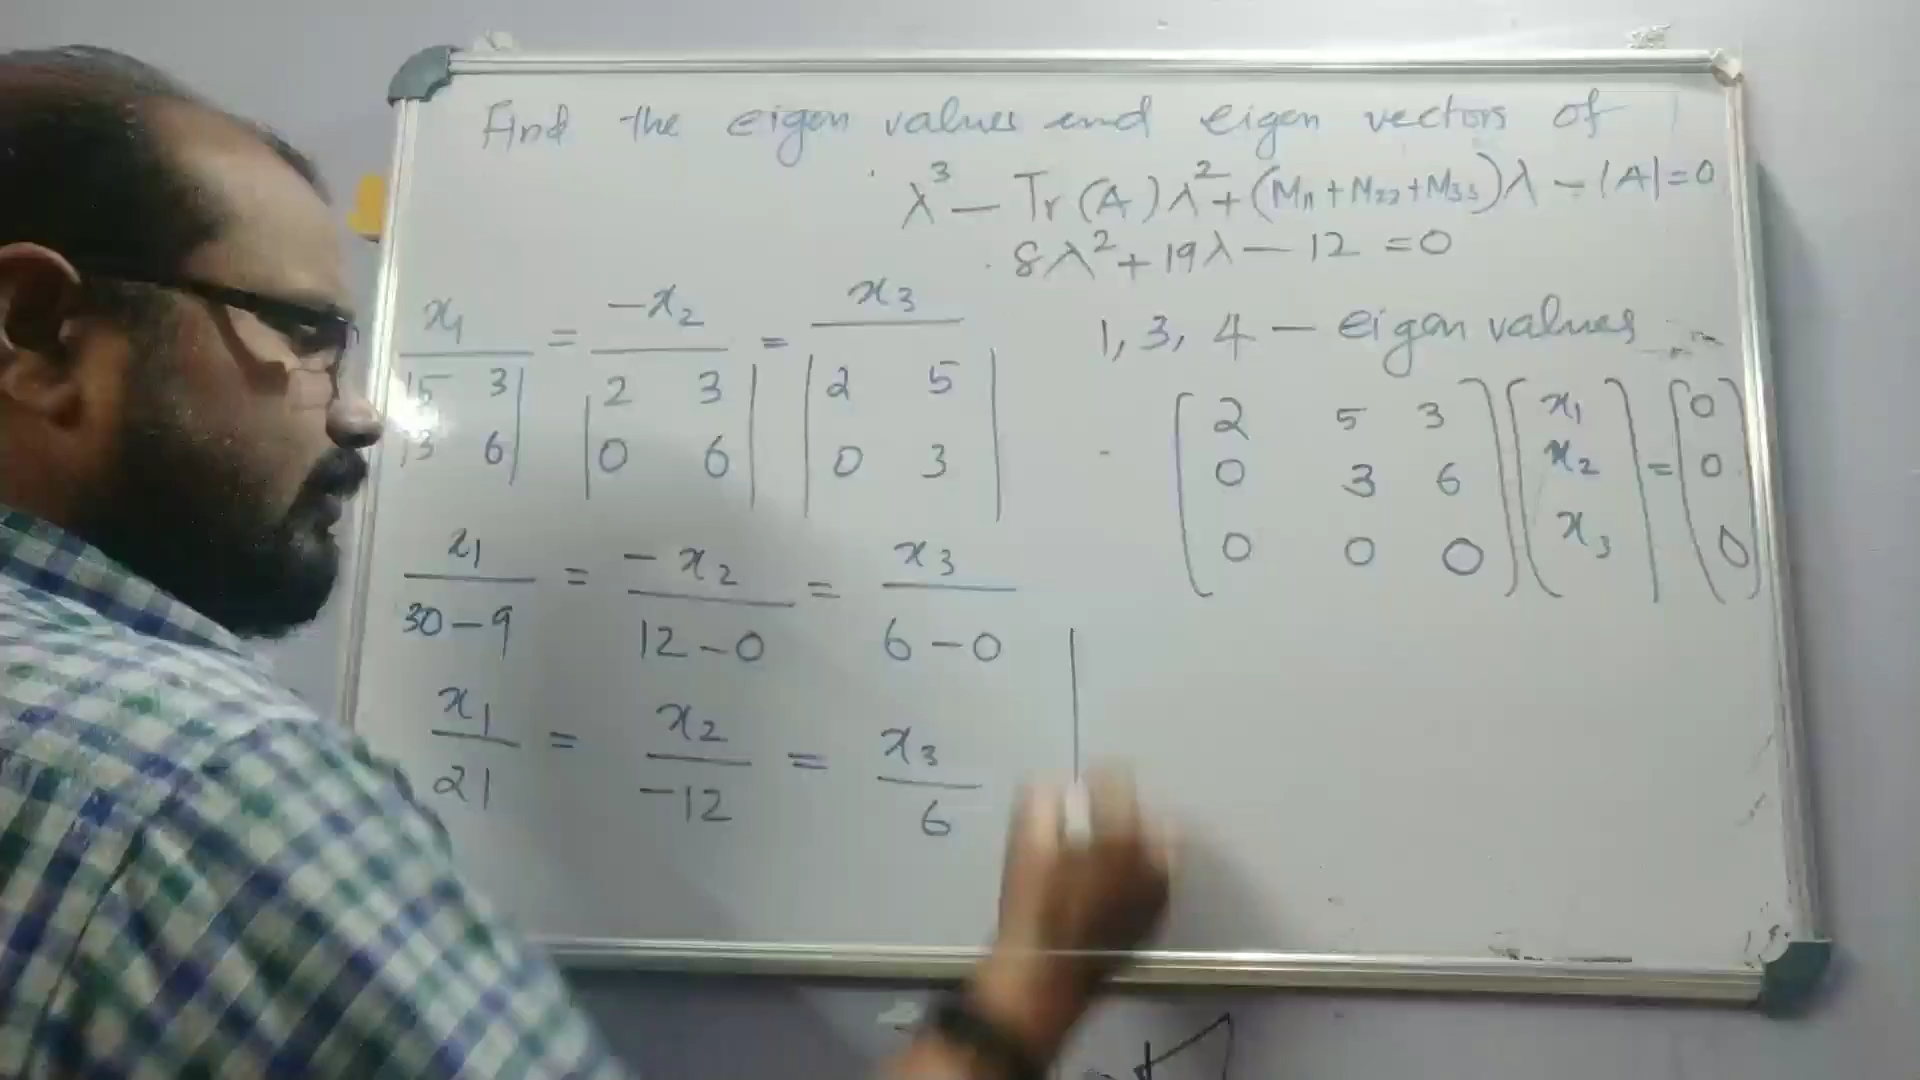 Find the eigen values and eigen vectors of
λ³ − Tr(A)λ² + (M₁₁ + M₂₂ + M₃₃)λ − |A| = 0
8λ² + 19λ − 12 = 0
1, 3, 4 − eigen values
x₁ = −x₂ = x₃
|5 3| |2 3| |2 5|
|3 6| |0 6| |0 3|
x₁ = −x₂ = x₃
30−9 12−0 6−0
x₁ = x₂ = x₃
21 −12 6
2 5 3 x₁ 0
0 3 6 x₂ = 0
0 0 0 x₃ 0